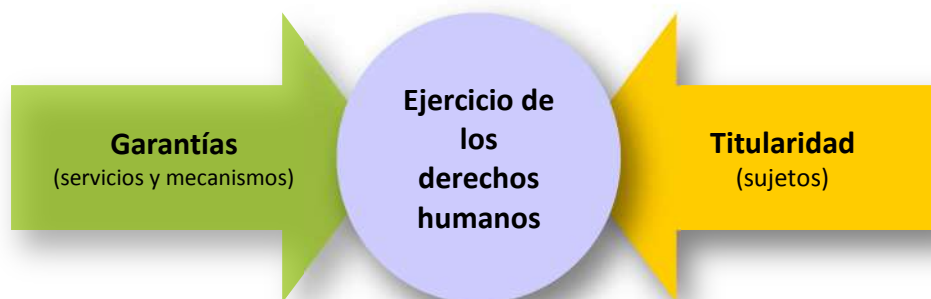 Garantías
(servicios y mecanismos)
Ejercicio de
los
derechos
humanos
Titularidad
(sujetos)